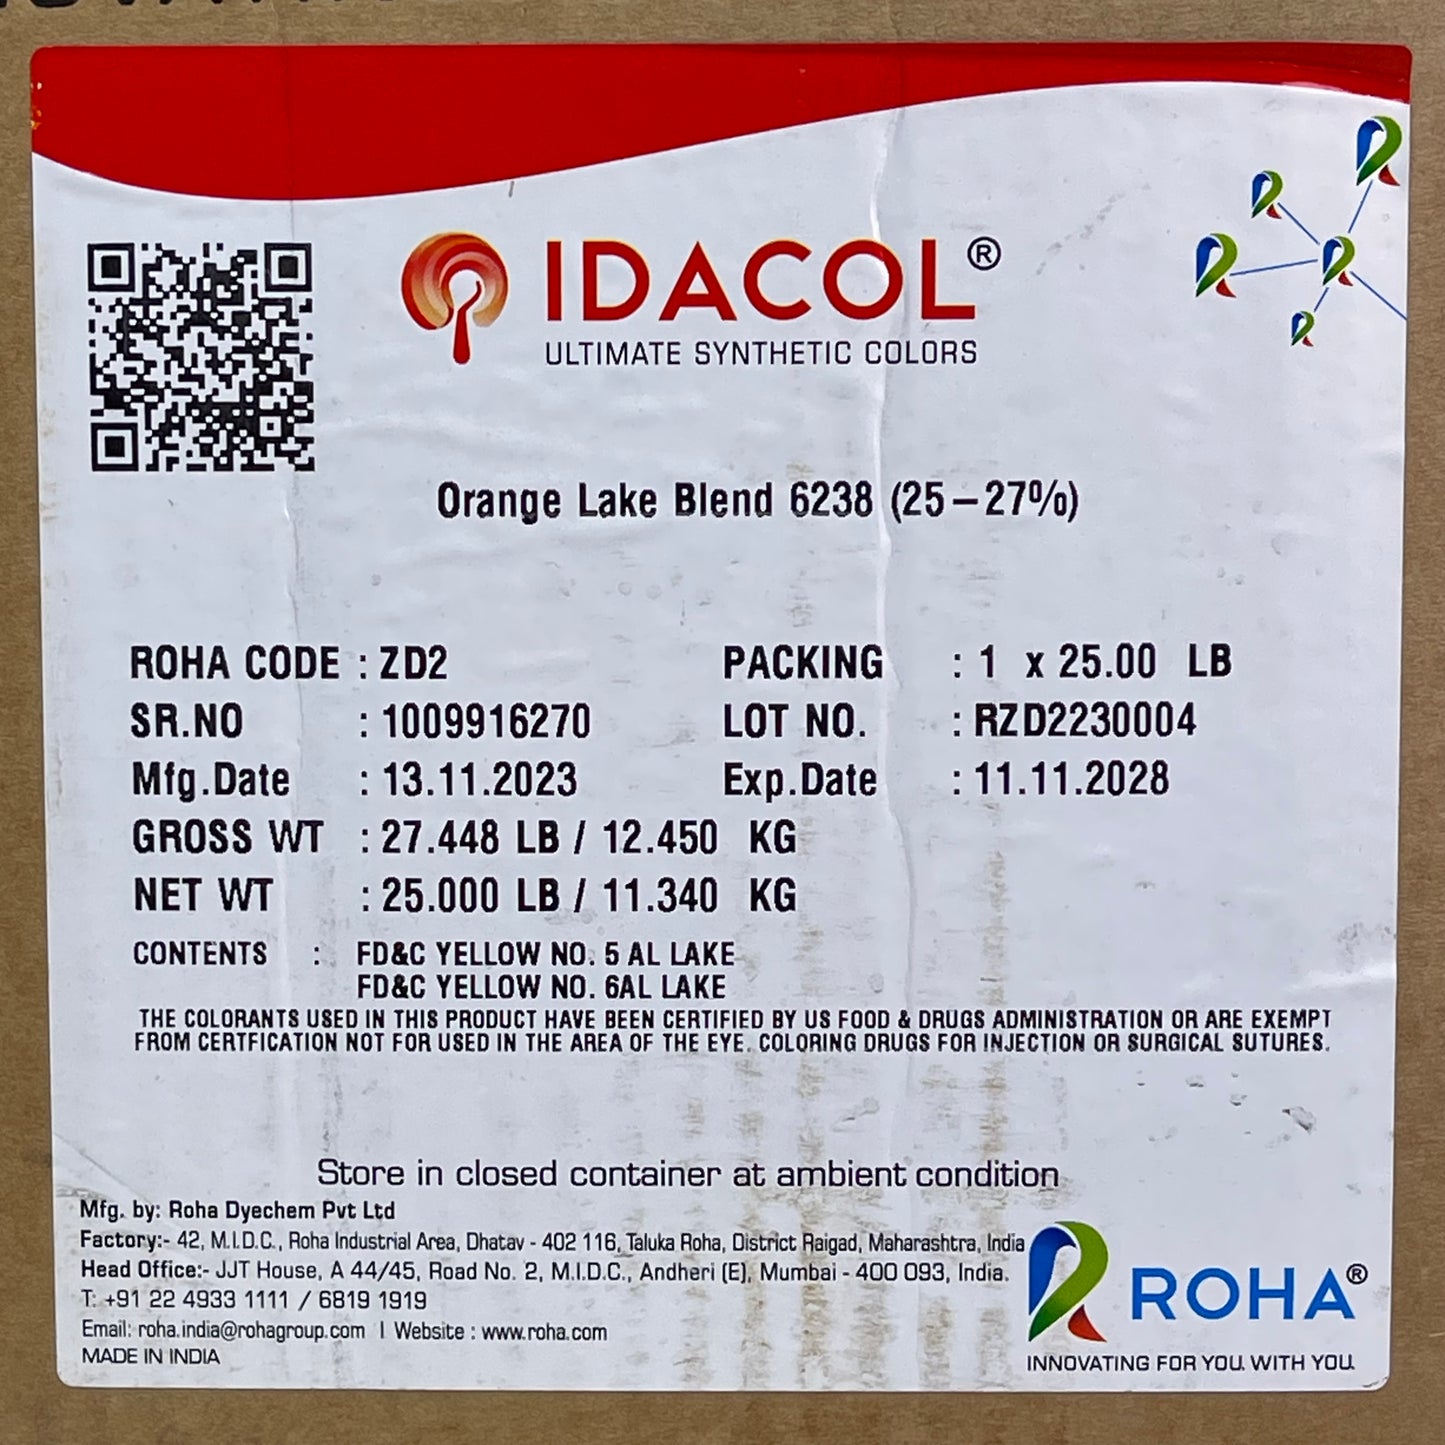 IDACOL®
ULTIMATE SYNTHETIC COLORS
Orange Lake Blend 6238 (25-27%)
ROHA CODE : ZD2 PACKING : 1 x 25.00 LB
SR.NO : 1009916270 LOT NO. : RZD2230004
Mfg.Date : 13.11.2023 Exp.Date : 11.11.2028
GROSS WT : 27.448 LB / 12.450 KG
NET WT : 25.000 LB / 11.340 KG
CONTENTS : FD&C YELLOW NO. 5 AL LAKE
FD&C YELLOW NO. 6AL LAKE
THE COLORANTS USED IN THIS PRODUCT HAVE BEEN CERTIFIED BY US FOOD & DRUGS ADMINISTRATION OR ARE EXEMPT
FROM CERTFICATION NOT FOR USED IN THE AREA OF THE EYE. COLORING DRUGS FOR INJECTION OR SURGICAL SUTURES.
Store in closed container at ambient condition
Mfg. by: Roha Dyechem Pvt Ltd
Factory:- 42, M.I.D.C., Roha Industrial Area, Dhatav - 402 116, Taluka Roha, District Raigad, Maharashtra, India
Head Office:- JJT House, A 44/45, Road No. 2, M.I.D.C., Andheri (E), Mumbai - 400 093, India.
T: +91 22 4933 1111 / 6819 1919
Email: roha.india@rohagroup.com | Website : www.roha.com
MADE IN INDIA
ROHA®
INNOVATING FOR YOU. WITH YOU.